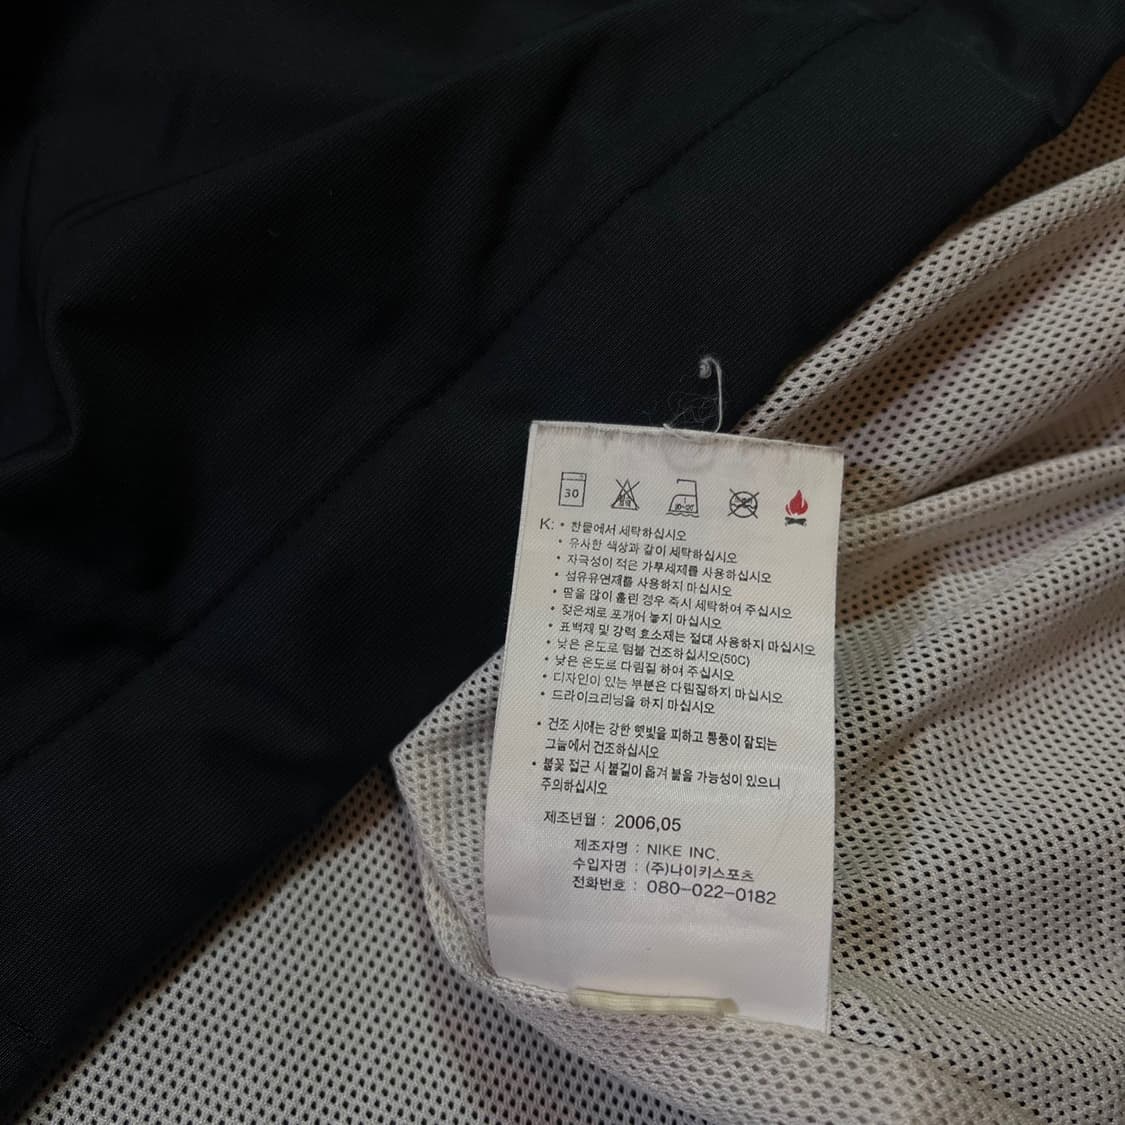 30
K: • 찬물에서 세탁하십시오
• 유사한 색상과 같이 세탁하십시오
• 자극성이 적은 가루세제를 사용하십시오
• 섬유유연제를 사용하지 마십시오
• 땀을 많이 흘린 경우 즉시 세탁하여 주십시오
• 젖은채로 포개어 놓지 마십시오
• 표백제 및 강력 효소제는 절대 사용하지 마십시오
• 낮은 온도로 텀블 건조하십시오(50C)
• 낮은 온도로 다림질 하여 주십시오
• 디자인이 있는 부분은 다림질하지 마십시오
• 드라이크리닝을 하지 마십시오
• 건조 시에는 강한 햇빛을 피하고 통풍이 잘되는
그늘에서 건조하십시오
• 불꽃 접근 시 불길이 옮겨 붙을 가능성이 있으니
주의하십시오
제조년월 : 2006,05
제조자명 : NIKE INC.
수입자명 : (주)나이키스포츠
전화번호 : 080-022-0182